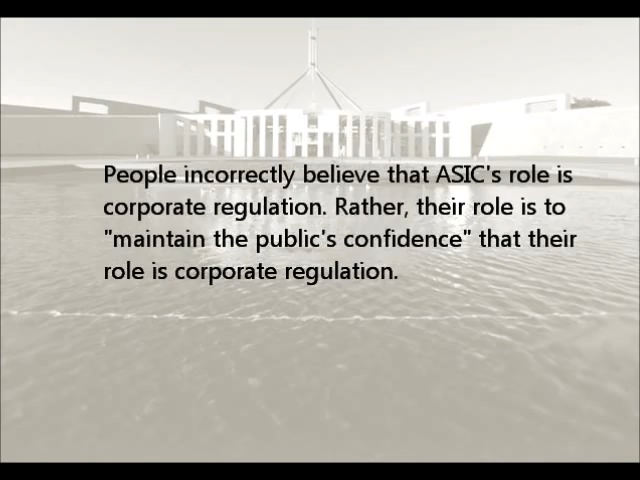 People incorrectly believe that ASIC's role is
corporate regulation. Rather, their role is to
"maintain the public's confidence" that their
role is corporate regulation.